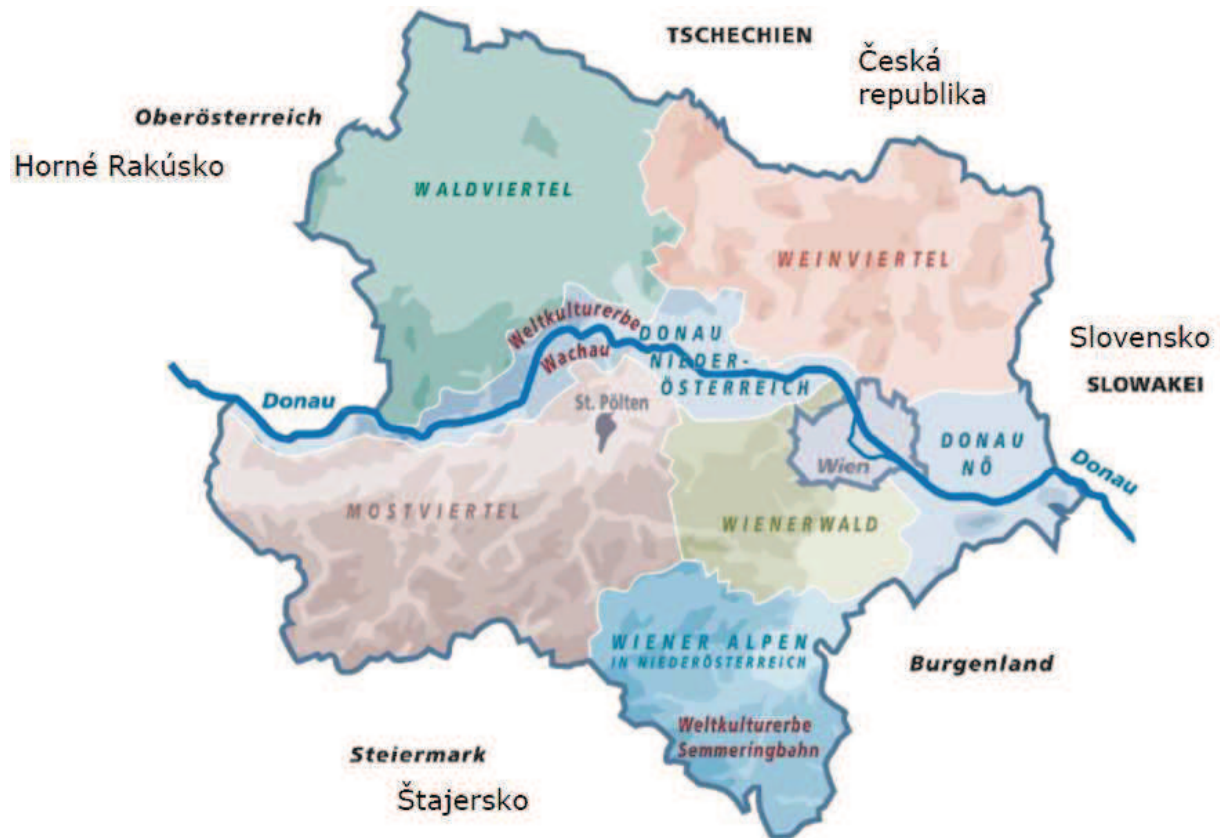 TSCHECHIEN
Česká
republika
Oberösterreich
Horné Rakúsko
WALDVIERTEL
WEINVIERTEL
Weltkulturerbe
Wachau
DONAU
NIEDER-
ÖSTERREICH
Slovensko
SLOWAKEI
Donau
St. Pölten
Wien
DONAU
NÖ
Donau
MOSTVIERTEL
WIENERWALD
WIENER ALPEN
IN NIEDERÖSTERREICH
Burgenland
Weltkulturerbe
Semmeringbahn
Steiermark
Štajersko